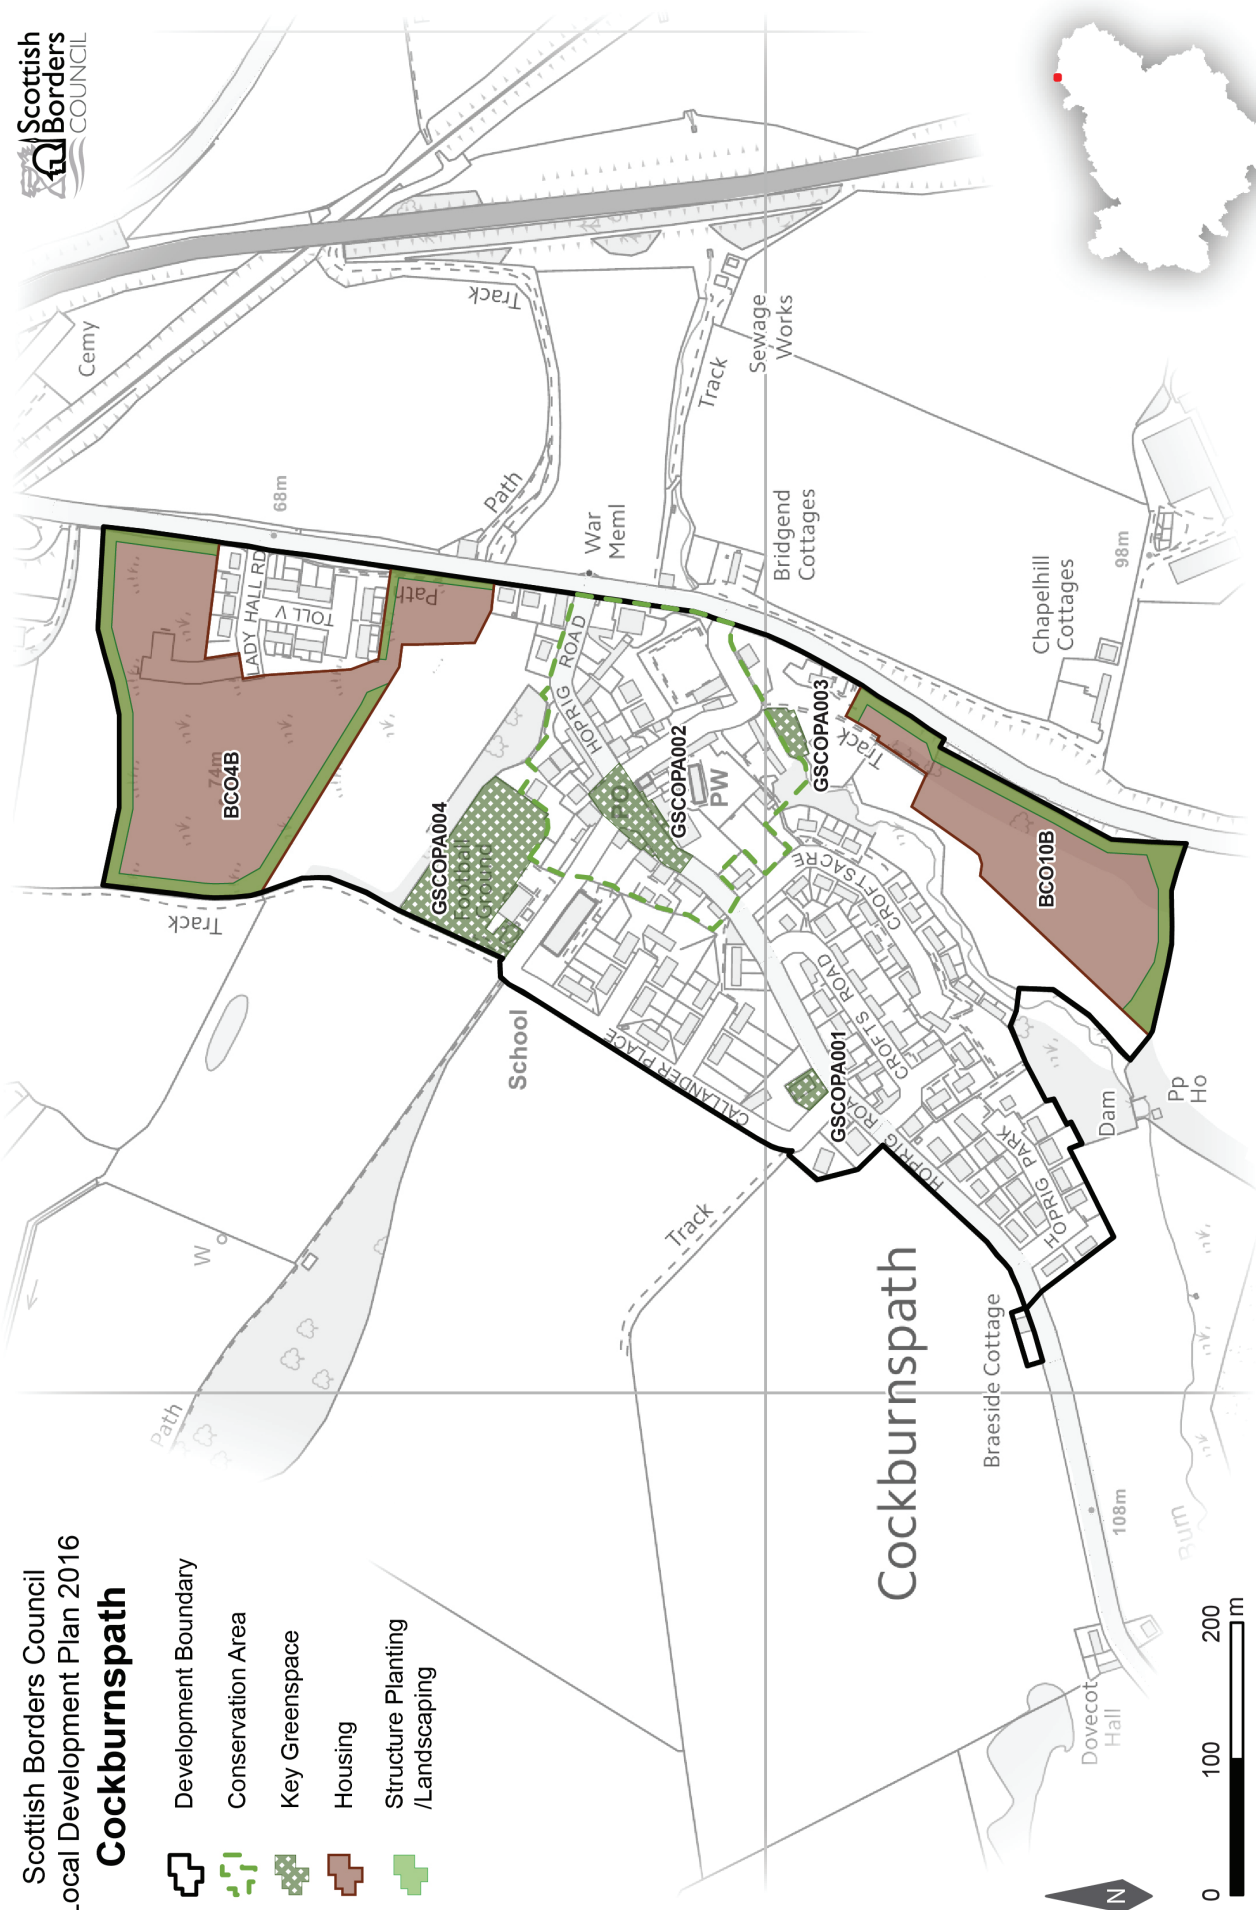 Scottish Borders Council
Local Development Plan 2016
Cockburnspath
Development Boundary
Conservation Area
Key Greenspace
Housing
Structure Planting
/Landscaping
Scottish
Borders
COUNCIL
Cemy
68m
Track
Path
Path
W
Track
Track
Path
LADY HALL RD
TOLL V
74m
BCO4B
War
Meml
Track
Sewage
Works
Bridgend
Cottages
Chapelhill
Cottages
98m
GSCOPA004
Football
Ground
HOPRIG ROAD
PO
GSCOPA002
PW
GSCOPA003
Track
School
CALLANDER PLACE
CROFTSACRE
CROFTS ROAD
GSCOPA001
HOPRIG ROAD
HOPRIG PARK
BCO10B
Dam
Pp
Ho
Track
Cockburnspath
Braeside Cottage
108m
Burn
Dovecot
Hall
N
0 100 200
m